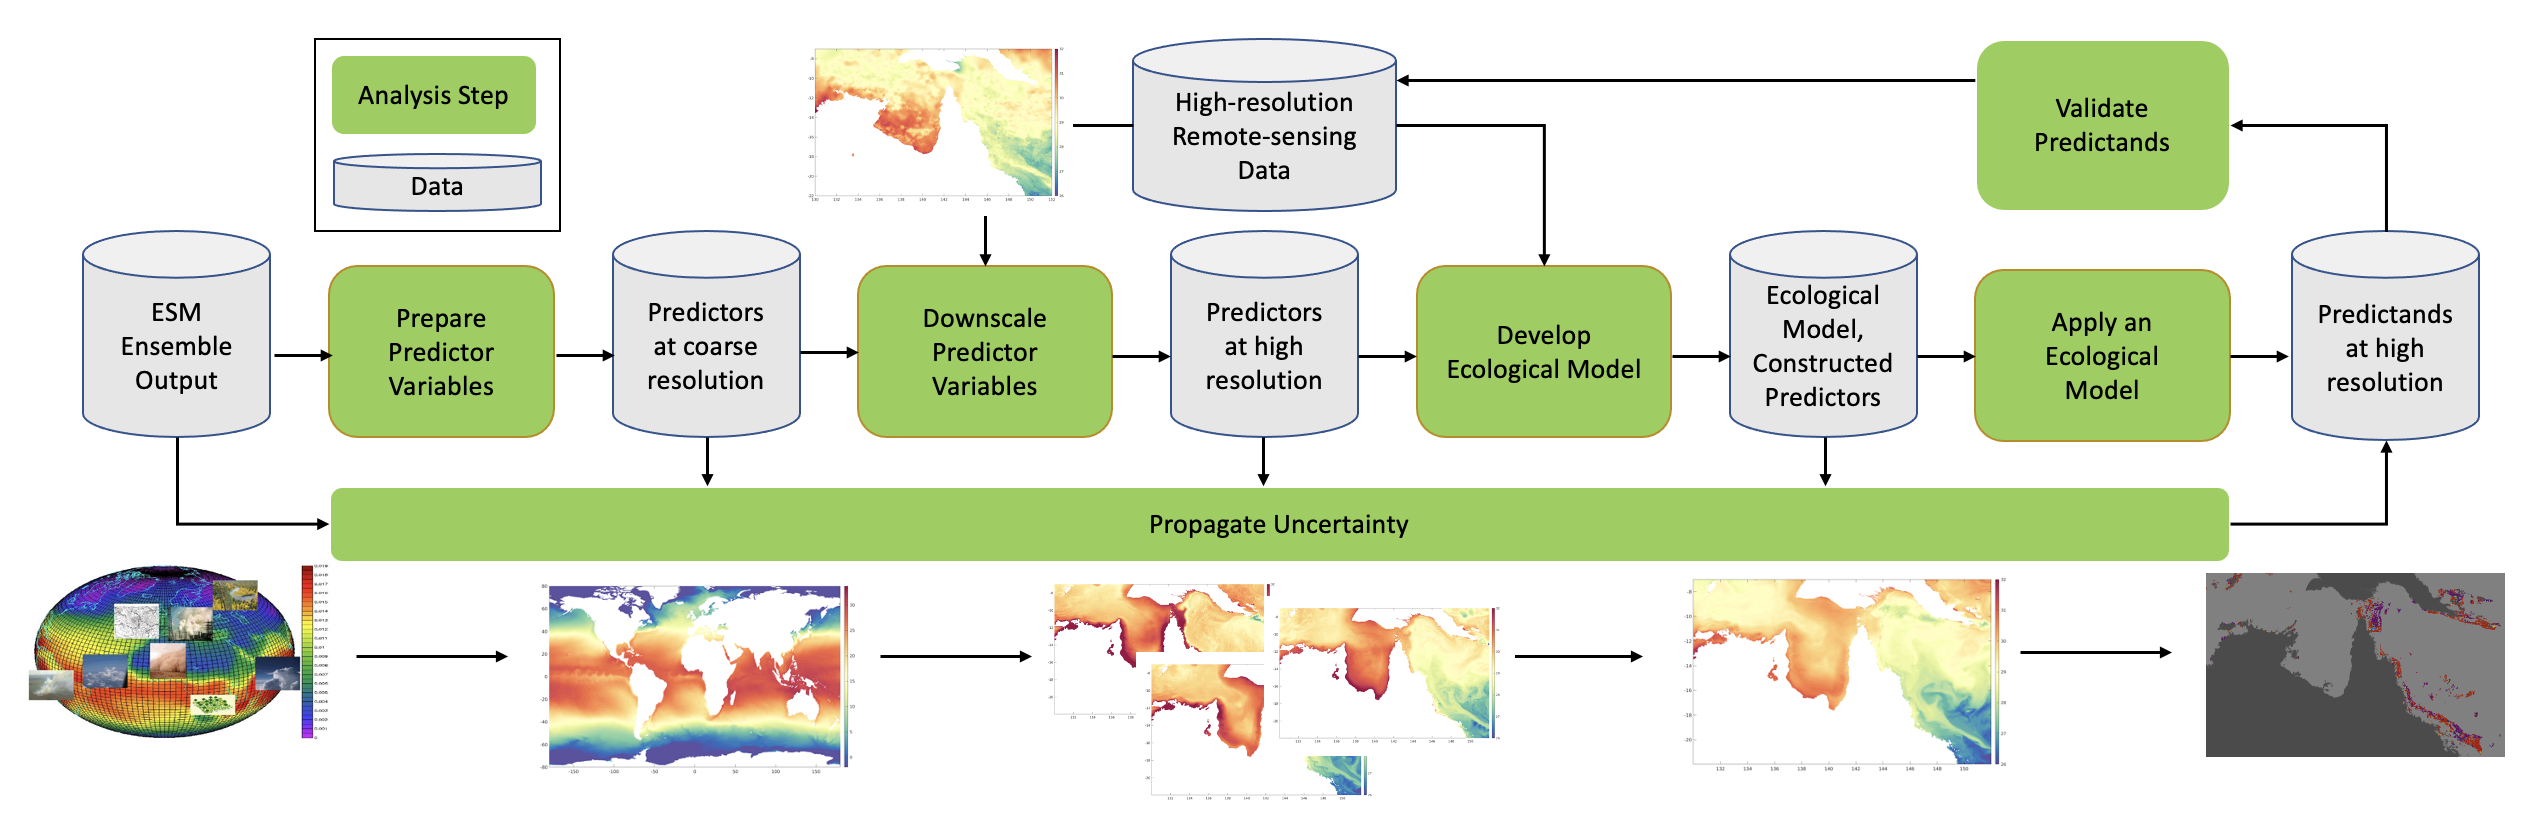 Analysis Step
Data
High-resolution
Remote-sensing
Data
Validate
Predictands
ESM
Ensemble
Output
Prepare
Predictor
Variables
Predictors
at coarse
resolution
Downscale
Predictor
Variables
Predictors
at high
resolution
Develop
Ecological Model
Ecological
Model,
Constructed
Predictors
Apply an
Ecological
Model
Predictands
at high
resolution
Propagate Uncertainty